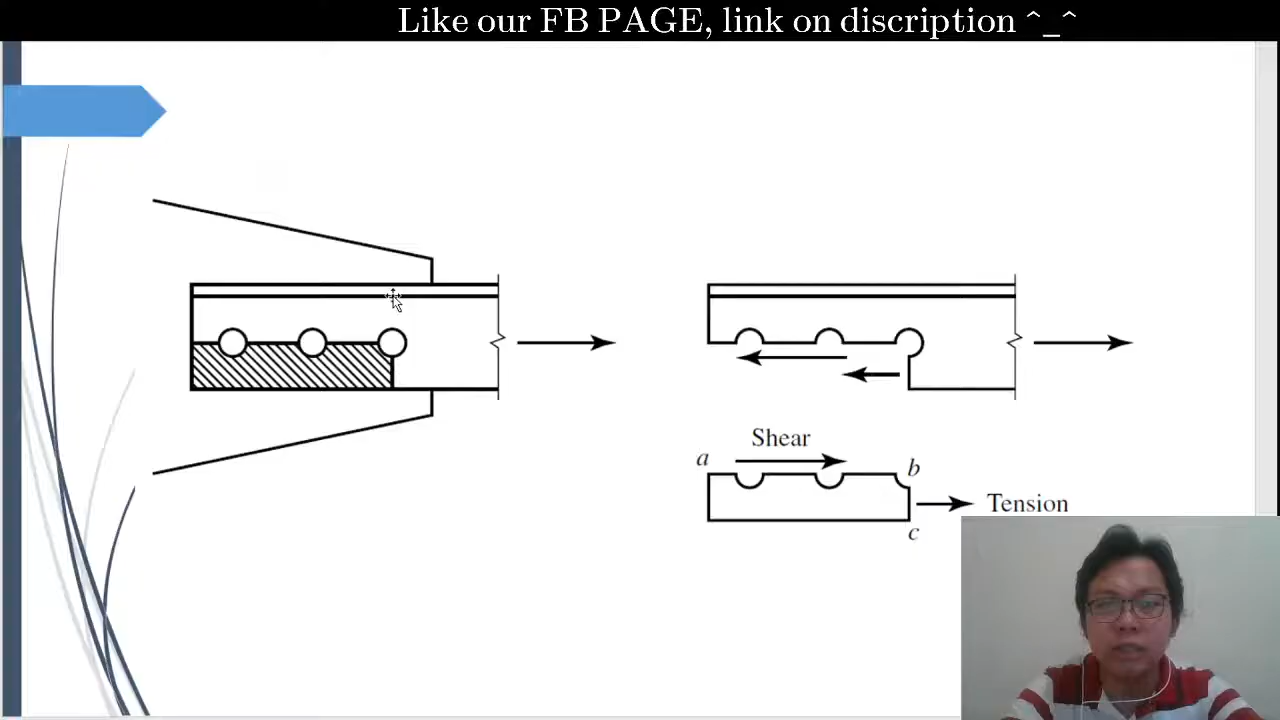 Like our FB PAGE, link on discription ^_^
Shear
a
b
Tension
c